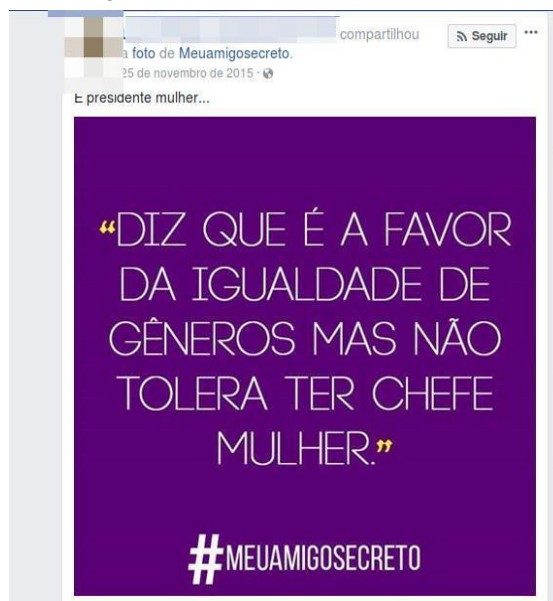 compartilhou
foto de Meuamigosecreto.
25 de novembro de 2015
Seguir
E presidente mulher...
“DIZ QUE É A FAVOR
DA IGUALDADE DE
GÊNEROS MAS NÃO
TOLERA TER CHEFE
MULHER.”
#MEUAMIGOSECRETO